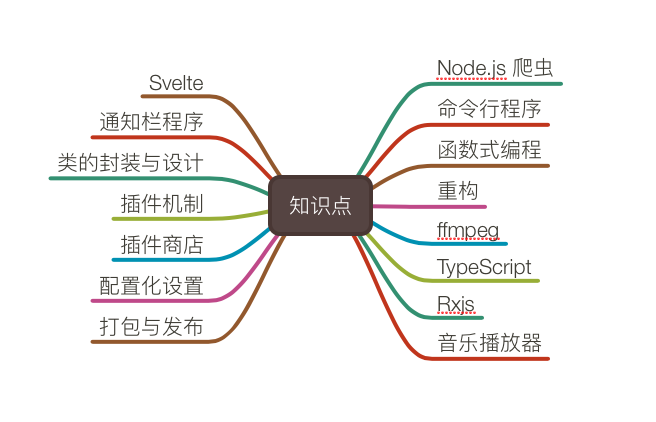 知识点
Node.js 爬虫
命令行程序
函数式编程
重构
ffmpeg
TypeScript
Rxjs
音乐播放器
Svelte
通知栏程序
类的封装与设计
插件机制
插件商店
配置化设置
打包与发布